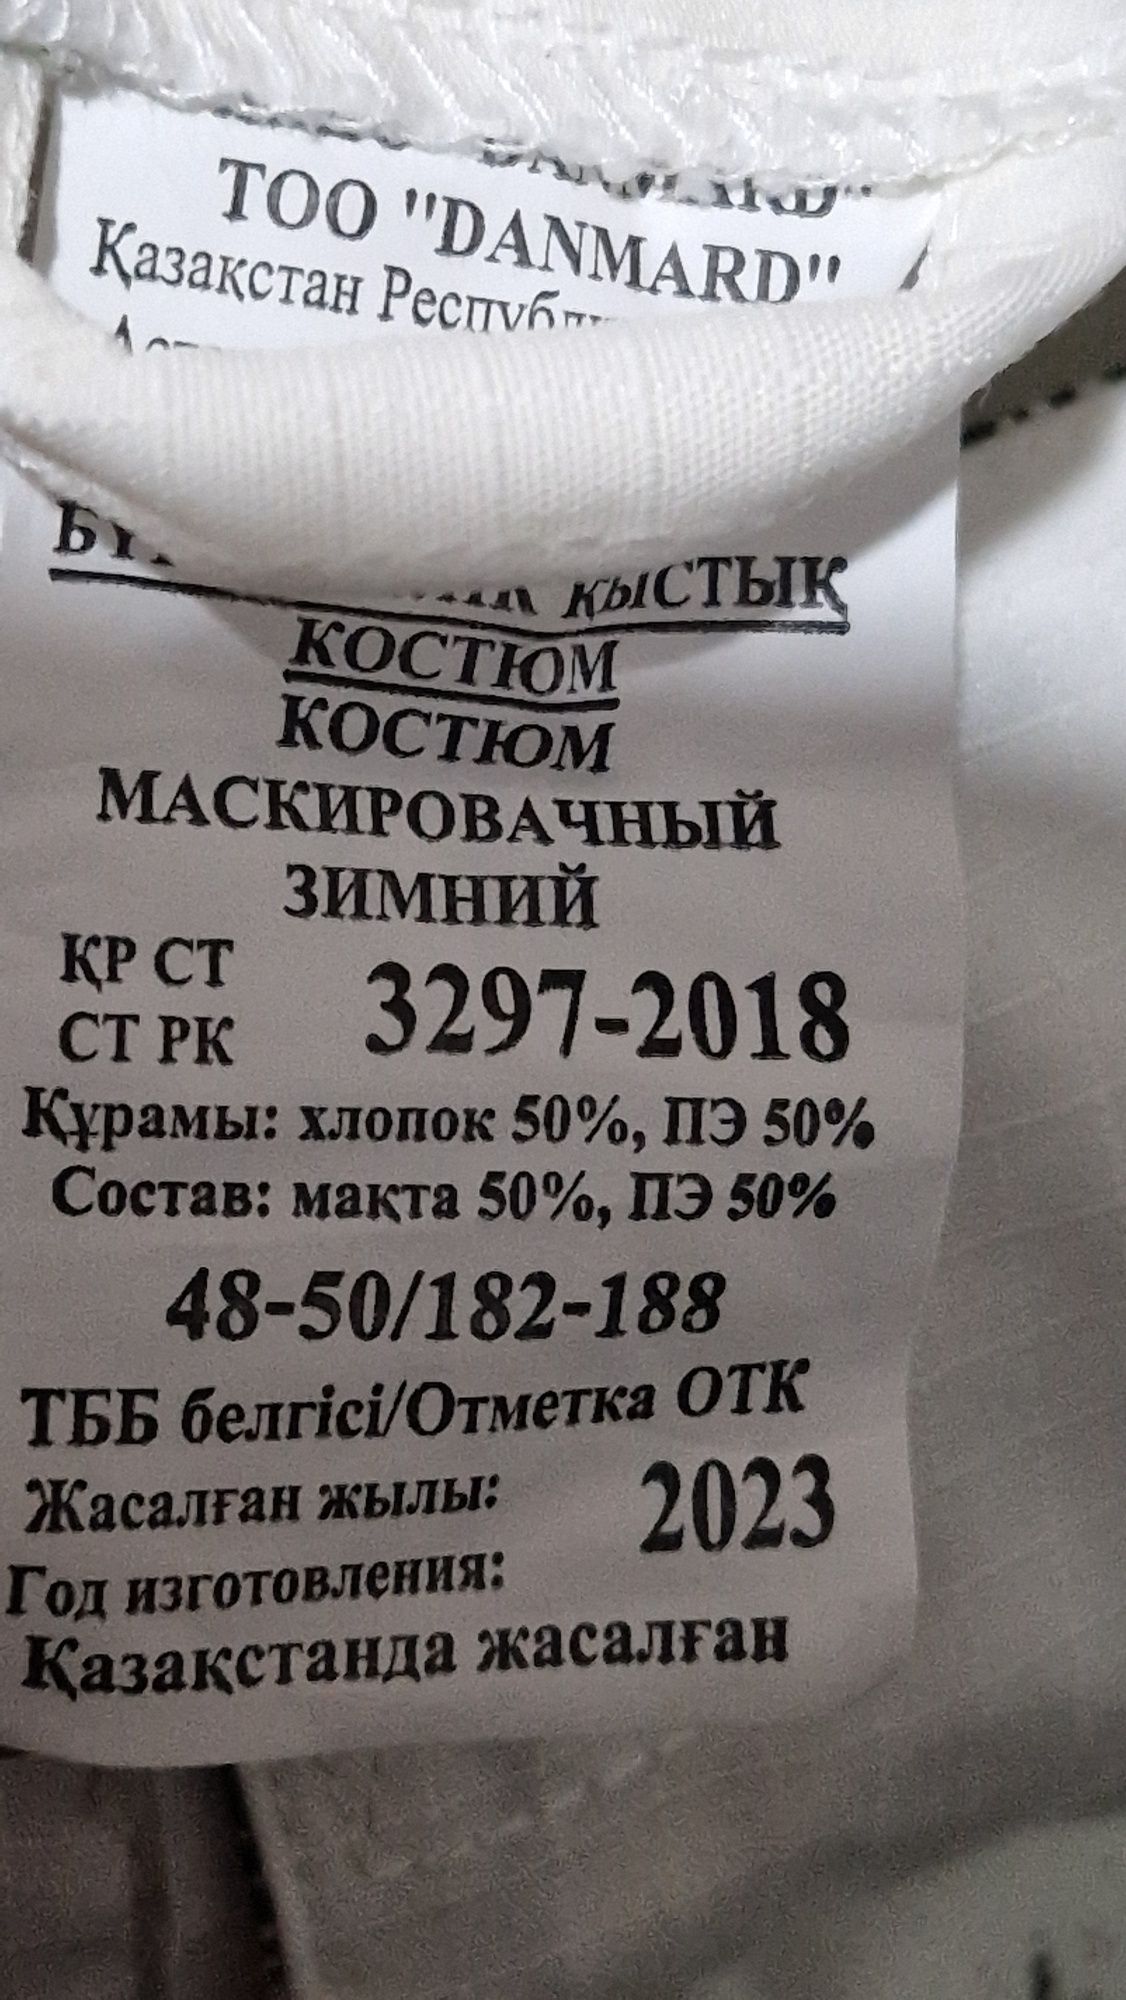 ТОО "DANMARD"
Қазақстан
ҚЫСТЫҚ
КОСТЮМ
КОСТЮМ
МАСКИРОВАЧНЫЙ
ЗИМНИЙ
ҚР СТ
СТ РК 3297-2018
Құрамы: хлопок 50%, ПЭ 50%
Состав: мақта 50%, ПЭ 50%
48-50/182-188
ТББ белгісі/Отметка ОТК
Жасалған жылы: 2023
Год изготовления:
Қазақстанда жасалған